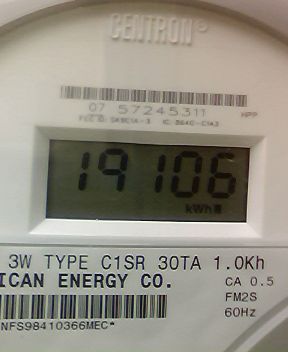 CENTRON®
07 57245311 HPP
19106
kWh
3W TYPE C1SR 30TA 1.0Kh
ICAN ENERGY CO. CA 0.5
FM2S
60Hz
NFS98410366MEC*